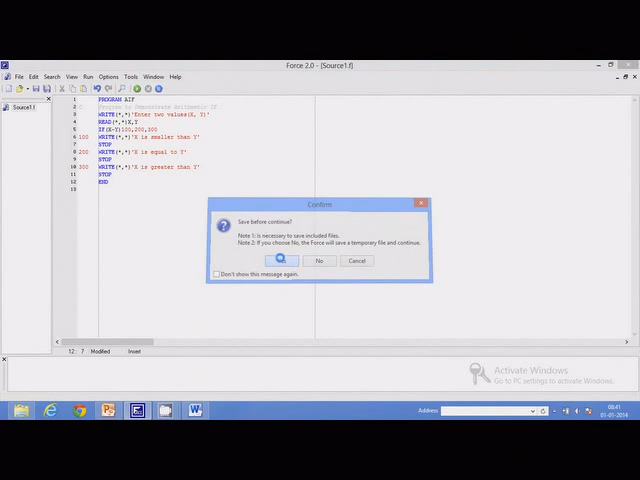 Force 2.0 - [Source1.f]
File Edit Search View Run Options Tools Window Help
Source1.f
1 PROGRAM AIF
2 C Program to Demonstrate Arithmetic IF
3 WRITE(*,*)'Enter two values(X, Y)'
4 READ(*,*)X,Y
5 IF(X-Y)100,200,300
6 100 WRITE(*,*)'X is smaller than Y'
7 STOP
8 200 WRITE(*,*)'X is equal to Y'
9 STOP
10 300 WRITE(*,*)'X is greater than Y'
11 STOP
12 END
13
Confirm
Save before continue?
Note 1: is necessary to save included files.
Note 2: If you choose No, the Force will save a temporary file and continue.
No Cancel
Don't show this message again.
12: 7 Modified Insert
Activate Windows
Go to PC settings to activate Windows.
Address
08:41
01-01-2014